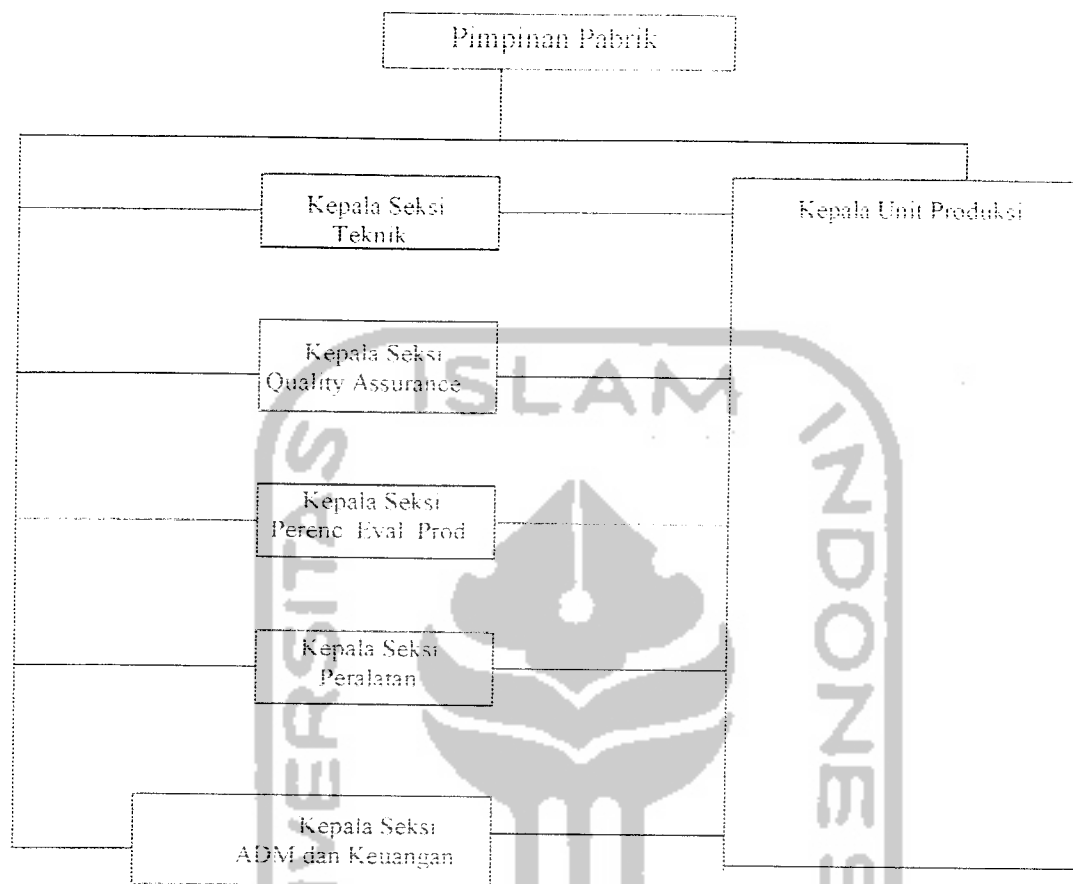 Pimpinan Pabrik
Kepala Seksi
Teknik
Kepala Unit Produksi
Kepala Seksi
Quality Assurance
Kepala Seksi
Perenc Eval Prod
Kepala Seksi
Peralatan
Kepala Seksi
ADM dan Keuangan
UNIVERSITAS
ISLAM
INDONES